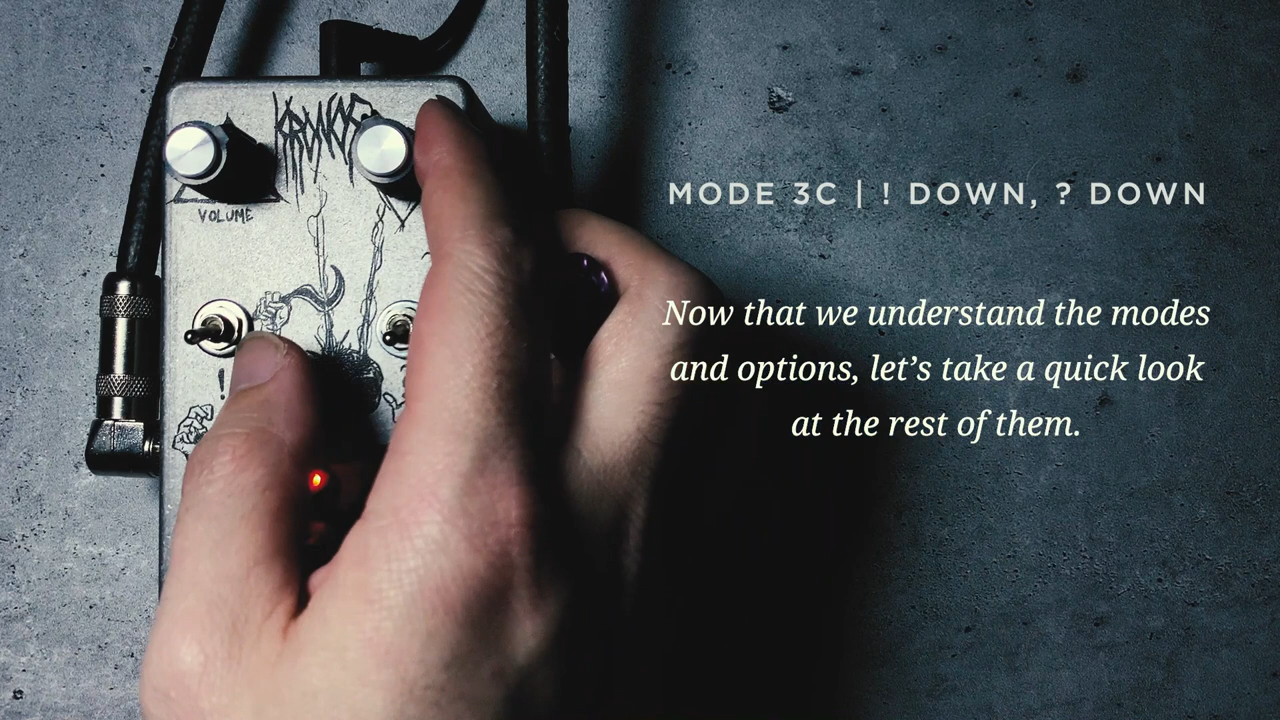 KRONOS
VOLUME
!
MODE 3C | ! DOWN, ? DOWN
Now that we understand the modes
and options, let’s take a quick look
at the rest of them.